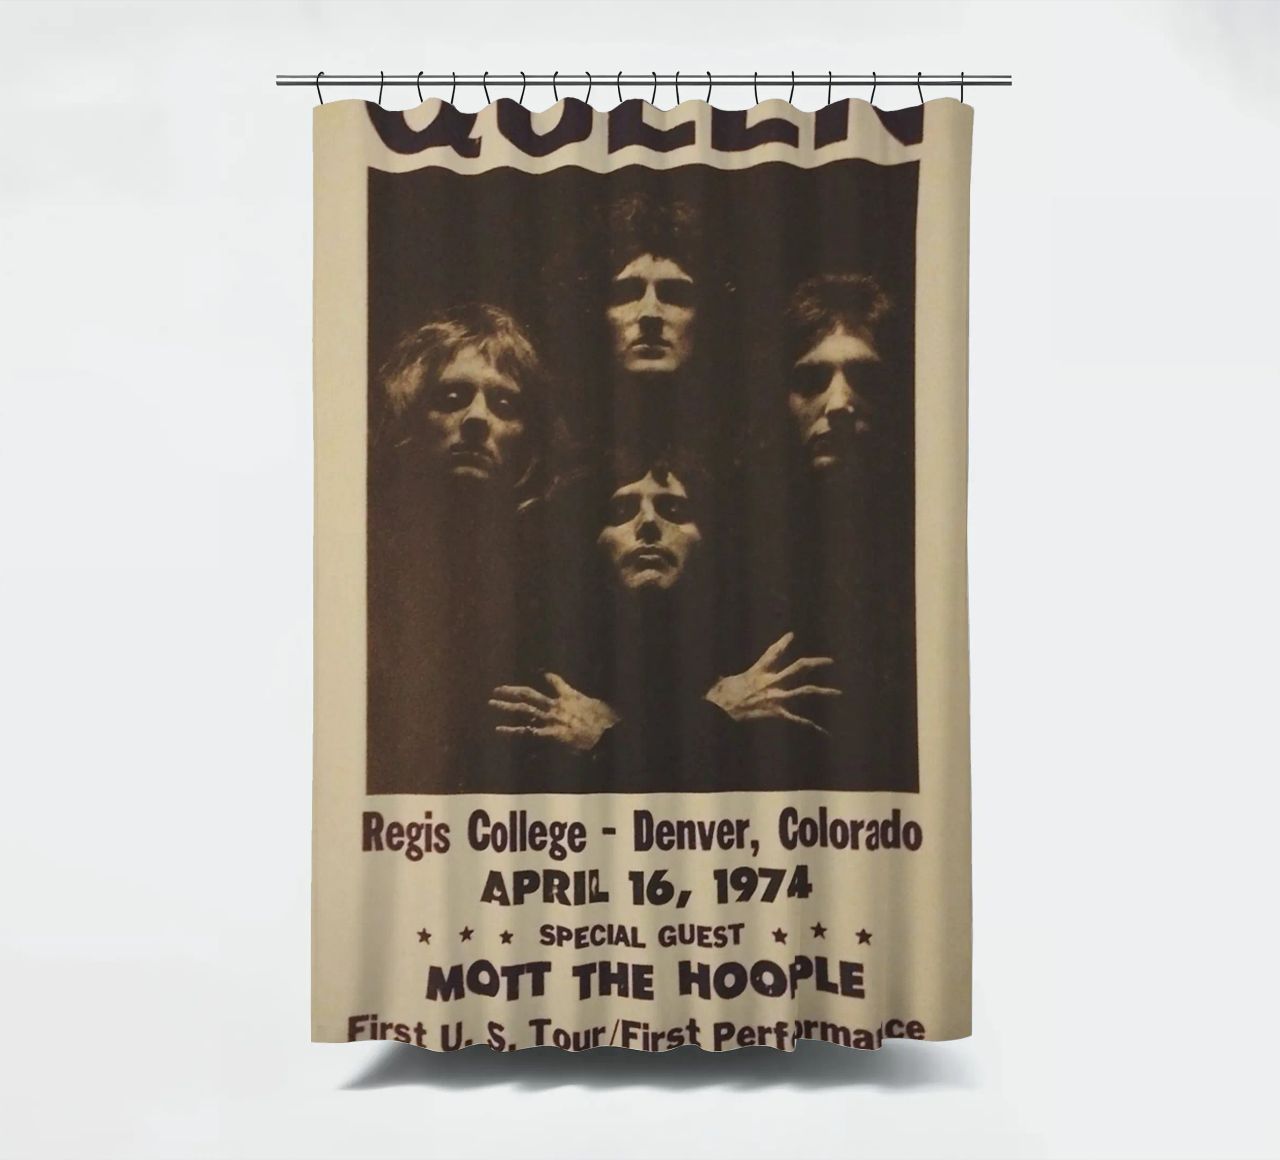 QUEEN
Regis College - Denver, Colorado
APRIL 16, 1974
★ ★ ★ SPECIAL GUEST ★ ★ ★
MOTT THE HOOPLE
First U. S. Tour/First Performance